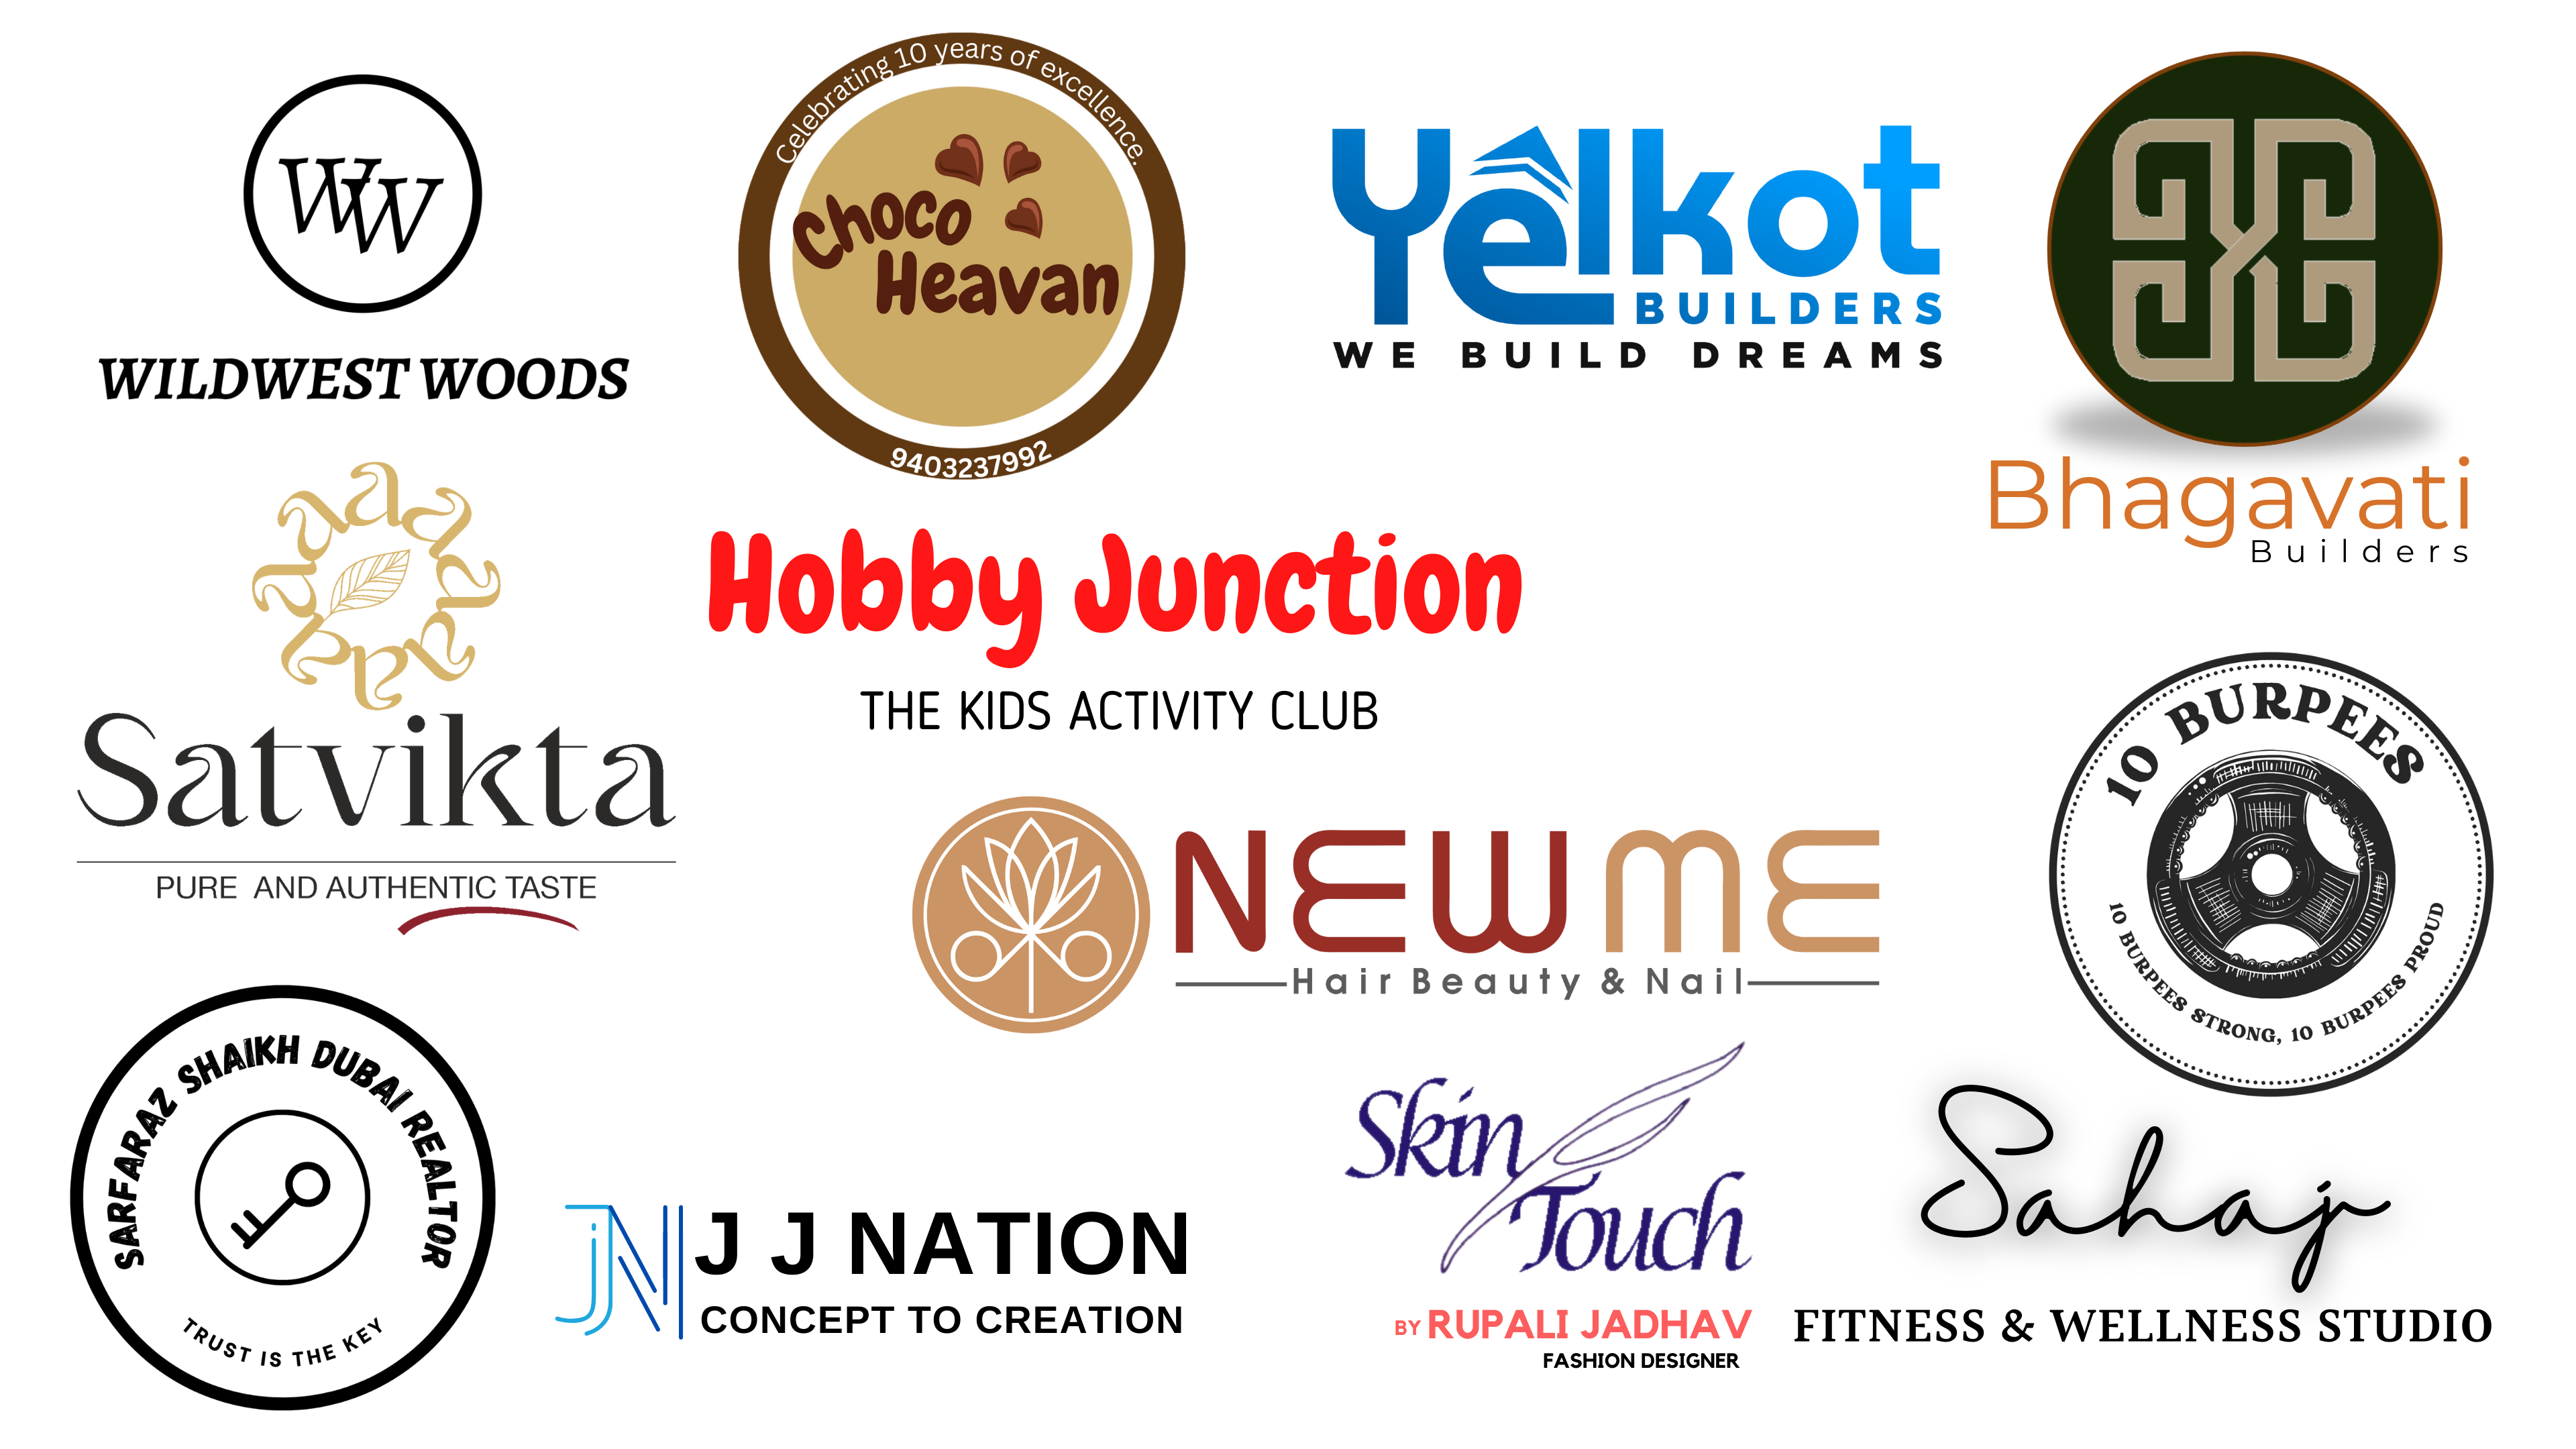 WW
WILDWEST WOODS
Celebrating 10 years of excellence.
Choco
Heavan
9403237992
Yelkot
BUILDERS
WE BUILD DREAMS
Bhagavati
Builders
a a a a a a a a a
Satvikta
PURE AND AUTHENTIC TASTE
Hobby Junction
THE KIDS ACTIVITY CLUB
NEWME
Hair Beauty & Nail
10 BURPEES
10 BURPEES STRONG, 10 BURPEES PROUD
SARFARAZ SHAIKH DUBAI REALTOR
TRUST IS THE KEY
JN
J J NATION
CONCEPT TO CREATION
Skin
Touch
BY RUPALI JADHAV
FASHION DESIGNER
Sahaj
FITNESS & WELLNESS STUDIO